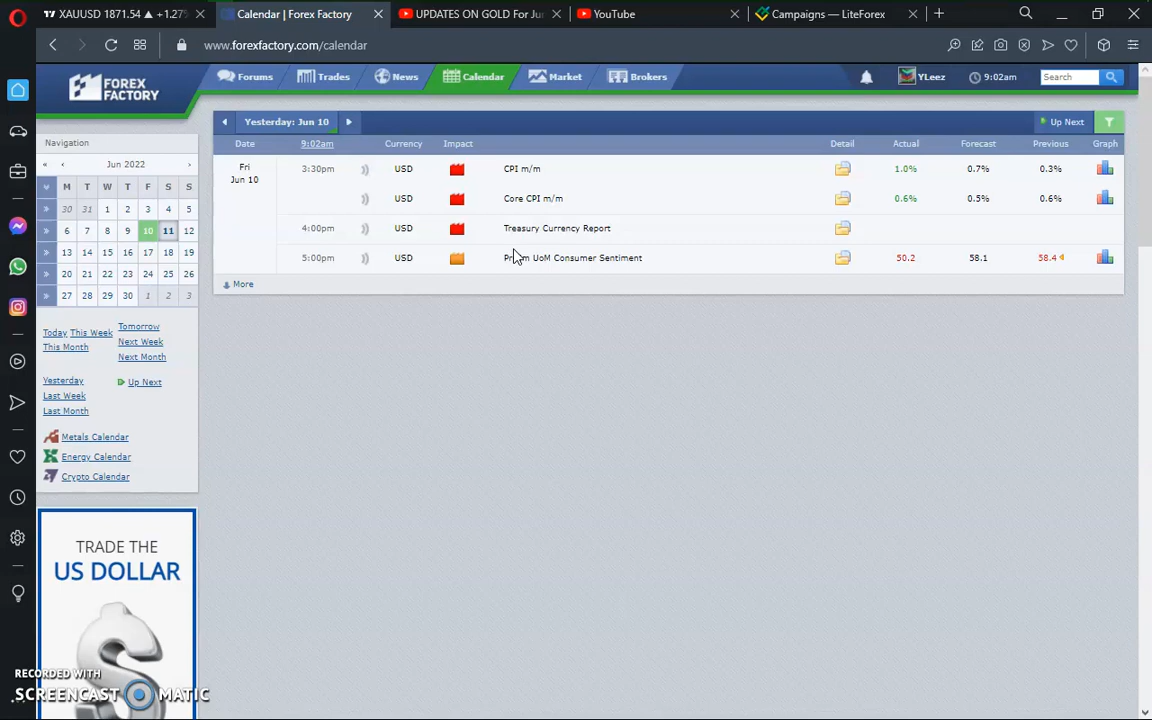 XAUUSD 1871.54 ▲ +1.27%
Calendar | Forex Factory
UPDATES ON GOLD For Jun
YouTube
Campaigns — LiteForex
www.forexfactory.com/calendar
FOREX
FACTORY
Forums
Trades
News
Calendar
Market
Brokers
YLeez
9:02am
Search
Navigation
« ‹ Jun 2022 ›
M T W T F S S
30 31 1 2 3 4 5
6 7 8 9 10 11 12
13 14 15 16 17 18 19
20 21 22 23 24 25 26
27 28 29 30 1 2 3
Today This Week
This Month
Tomorrow
Next Week
Next Month
Yesterday
Last Week
Last Month
Up Next
Metals Calendar
Energy Calendar
Crypto Calendar
TRADE THE
US DOLLAR
Yesterday: Jun 10
Up Next
Date 9:02am Currency Impact Detail Actual Forecast Previous Graph
Fri
Jun 10
3:30pm USD CPI m/m 1.0% 0.7% 0.3%
USD Core CPI m/m 0.6% 0.5% 0.6%
4:00pm USD Treasury Currency Report
5:00pm USD UoM Consumer Sentiment 50.2 58.1 58.4
More
RECORDED WITH
SCREENCAST MATIC